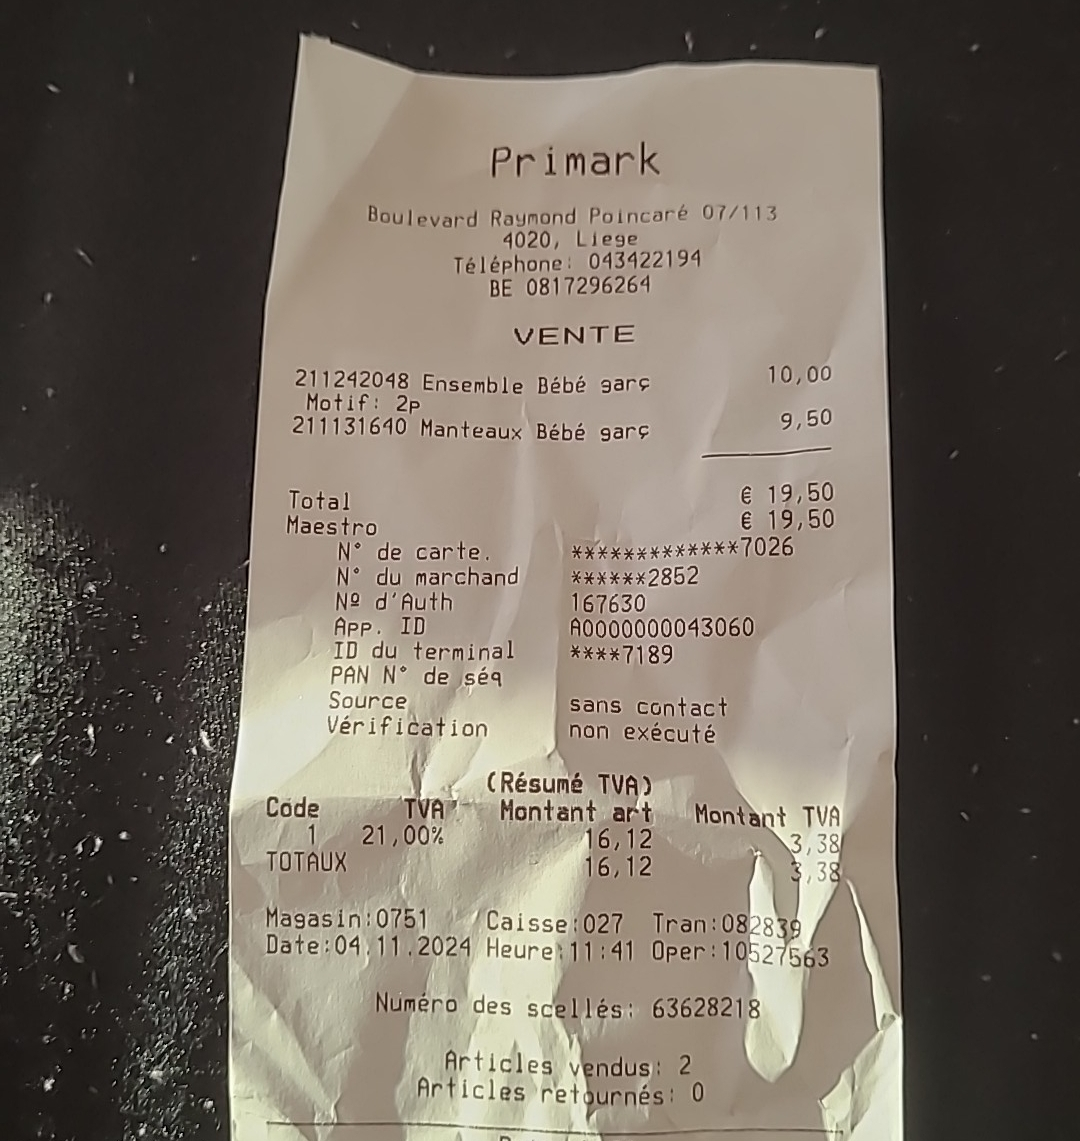 Primark
Boulevard Raymond Poincaré 07/113
4020, Liege
Téléphone: 043422194
BE 0817296264
VENTE
211242048 Ensemble Bébé garç 10,00
Motif: 2p
211131640 Manteaux Bébé garç 9,50
Total € 19,50
Maestro € 19,50
N° de carte. *************7026
N° du marchand ******2852
Nº d'Auth 167630
App. ID A0000000043060
ID du terminal ****7189
PAN N° de séq
Source sans contact
Vérification non exécuté
(Résumé TVA)
Code TVA Montant art Montant TVA
1 21,00% 16,12 3,38
TOTAUX 16,12 3,38
Magasin:0751 Caisse:027 Tran:082839
Date:04.11.2024 Heure:11:41 Oper:10527563
Numéro des scellés: 63628218
Articles vendus: 2
Articles retournés: 0